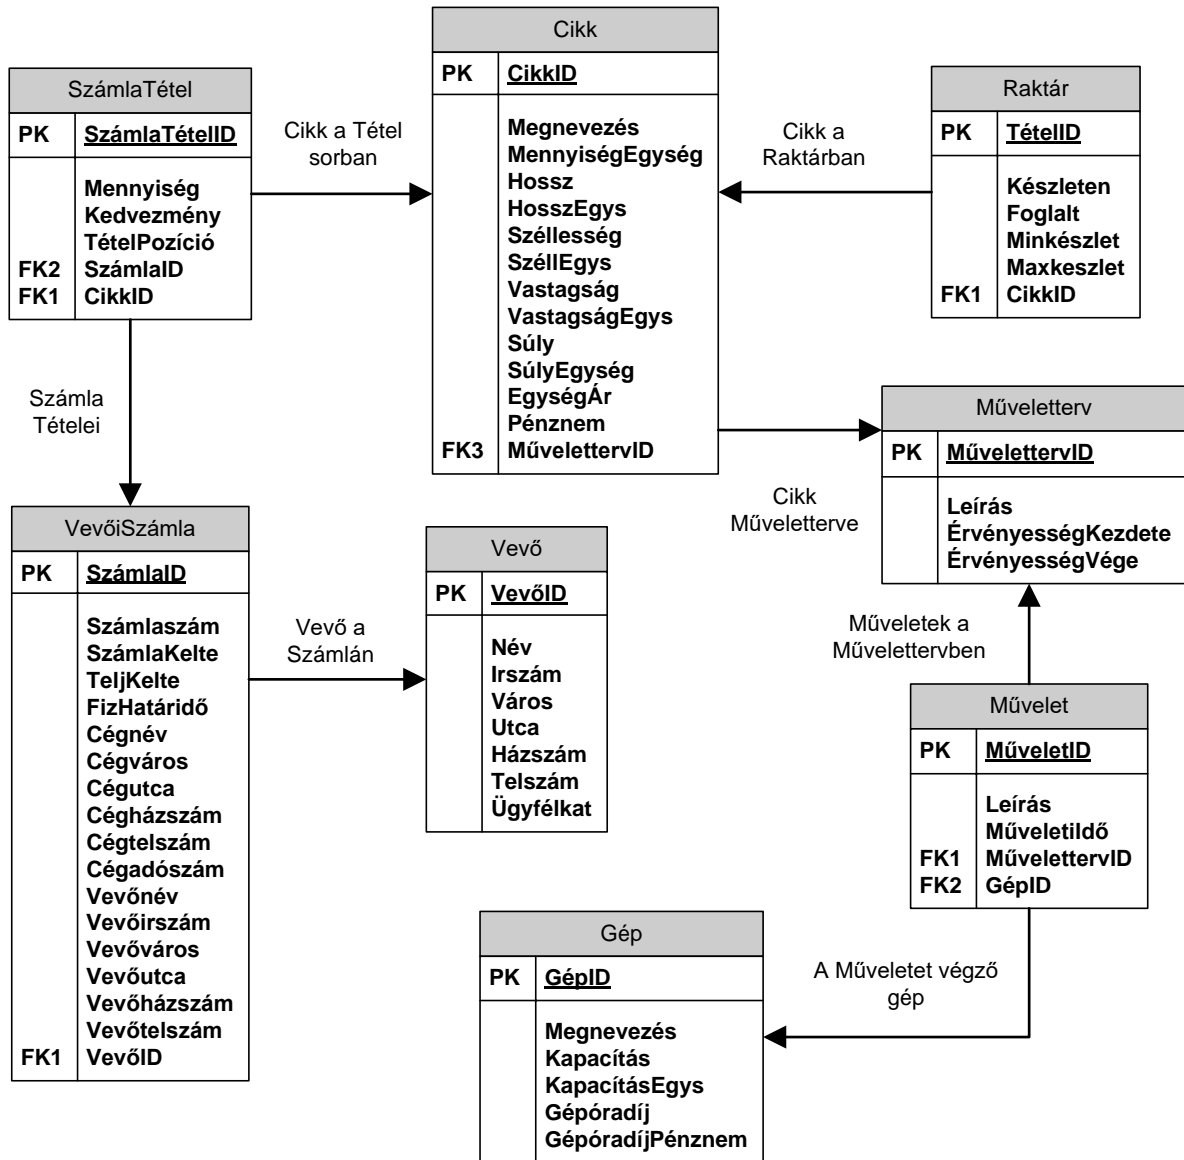 Cikk
PK CikkID
Megnevezés
MennyiségEgység
Hossz
HosszEgys
Széllesség
SzéllEgys
Vastagság
VastagságEgys
Súly
SúlyEgység
EgységÁr
Pénznem
FK3 MűvelettervID
SzámlaTétel
PK SzámlaTételID
Mennyiség
Kedvezmény
TételPozíció
FK2 SzámlaID
FK1 CikkID
Cikk a Tétel
sorban
Raktár
PK TételID
Készleten
Foglalt
Minkészlet
Maxkeszlet
FK1 CikkID
Cikk a
Raktárban
Számla
Tételei
Műveletterv
PK MűvelettervID
Leírás
ÉrvényességKezdete
ÉrvényességVége
Cikk
Műveletterve
VevőiSzámla
PK SzámlaID
Számlaszám
SzámlaKelte
TeljKelte
FizHatáridő
Cégnév
Cégváros
Cégutca
Cégházszám
Cégtelszám
Cégadószám
Vevőnév
Vevőirszám
Vevőváros
Vevőutca
Vevőházszám
Vevőtelszám
FK1 VevőID
Vevő a
Számlán
Vevő
PK VevőID
Név
Irszám
Város
Utca
Házszám
Telszám
Ügyfélkat
Műveletek a
Művelettervben
Művelet
PK MűveletID
Leírás
MűveletiIdő
FK1 MűvelettervID
FK2 GépID
A Műveletet végző
gép
Gép
PK GépID
Megnevezés
Kapacítás
KapacításEgys
Gépóradíj
GépóradíjPénznem